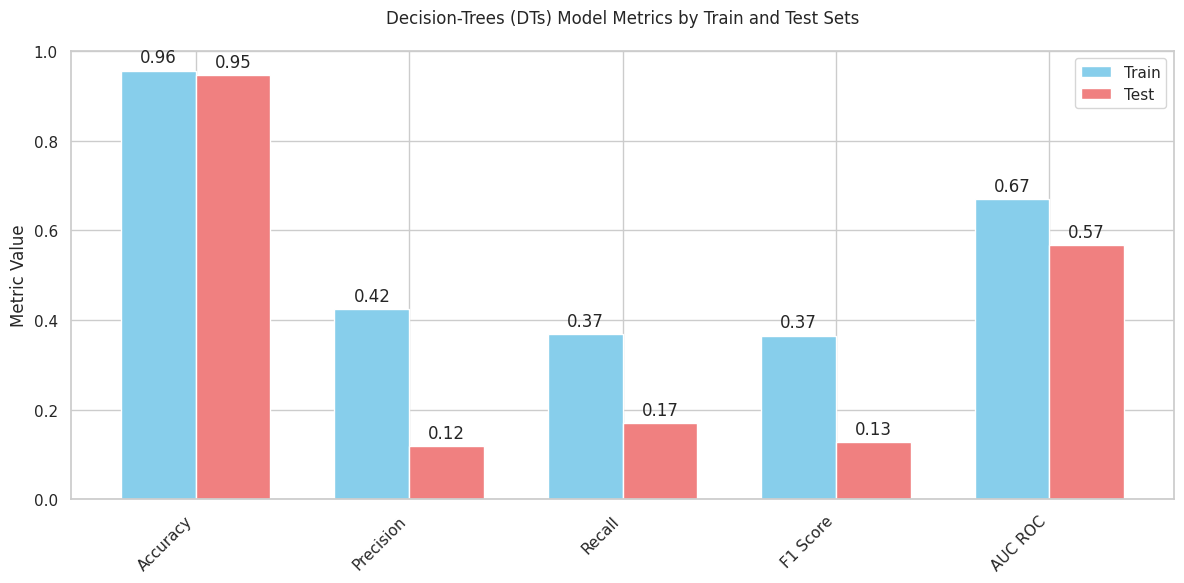 Decision-Trees (DTs) Model Metrics by Train and Test Sets
Metric Value
1.0
0.8
0.6
0.4
0.2
0.0
0.96
0.95
0.42
0.12
0.37
0.17
0.37
0.13
0.67
0.57
Train
Test
Accuracy
Precision
Recall
F1 Score
AUC ROC